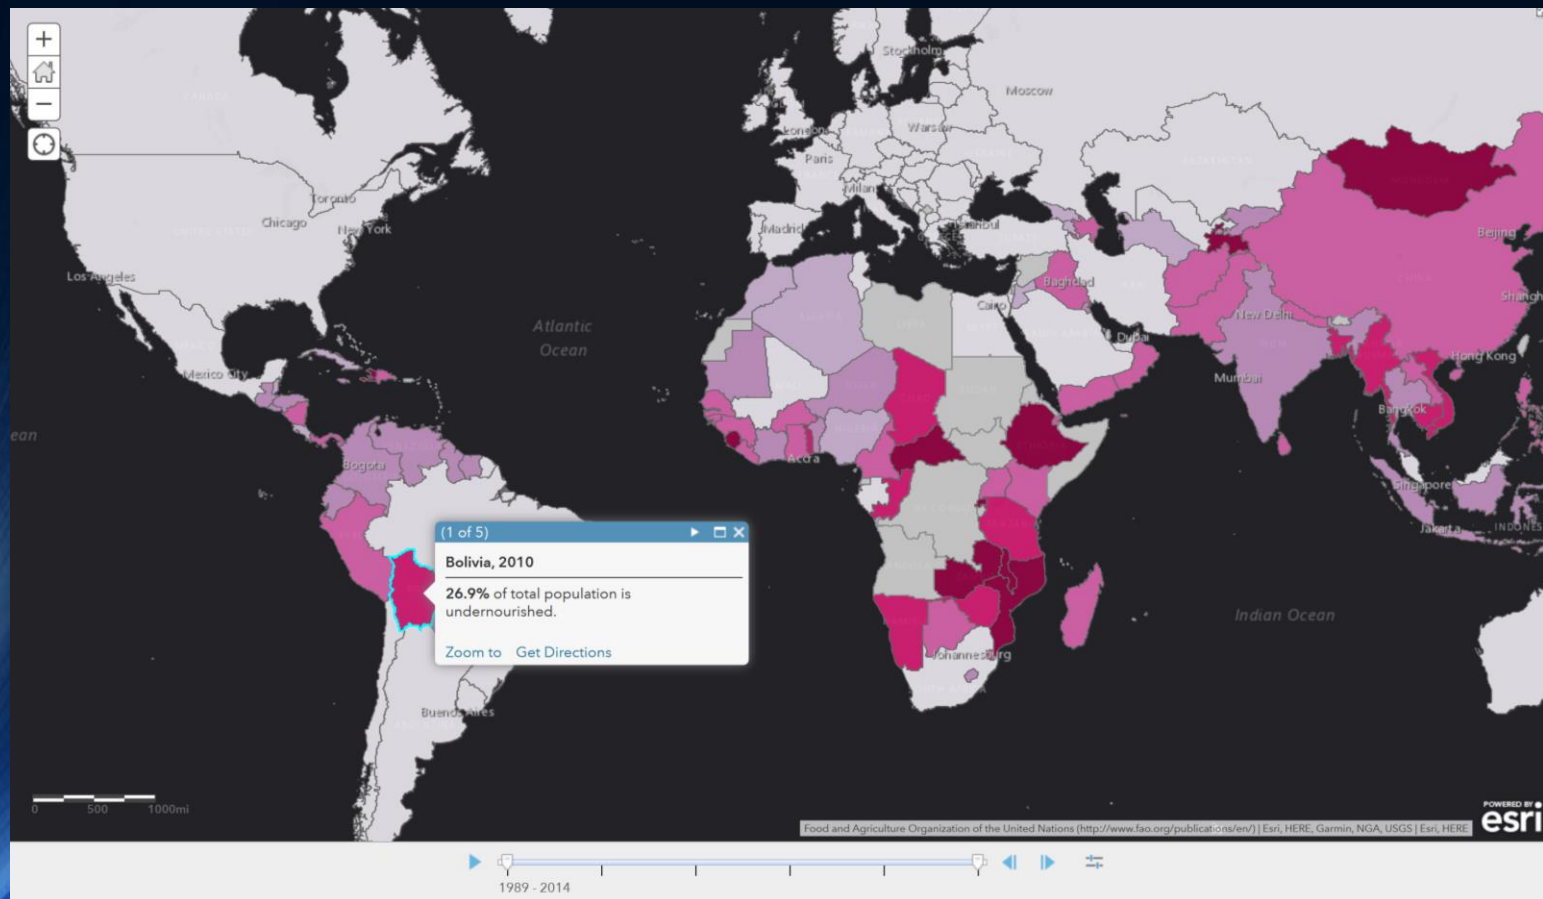 Stockholm
Moscow
London
Warsaw
Paris
Milan
Toronto
Chicago
New York
Madrid
Istanbul
Beijing
Los Angeles
Baghdad
Shangh
Cairo
New Delhi
Atlantic
Ocean
Dubai
Hong Kong
Mexico City
Mumbai
Bangkok
ean
Accra
Bogota
Singapore
Jakarta
INDONES
(1 of 5)
Bolivia, 2010
26.9% of total population is
undernourished.
Zoom to Get Directions
Indian Ocean
Johannesburg
Buenos Aires
0 500 1000mi
POWERED BY
esri
Food and Agriculture Organization of the United Nations (http://www.fao.org/publications/en/) | Esri, HERE, Garmin, NGA, USGS | Esri, HERE
1989 - 2014